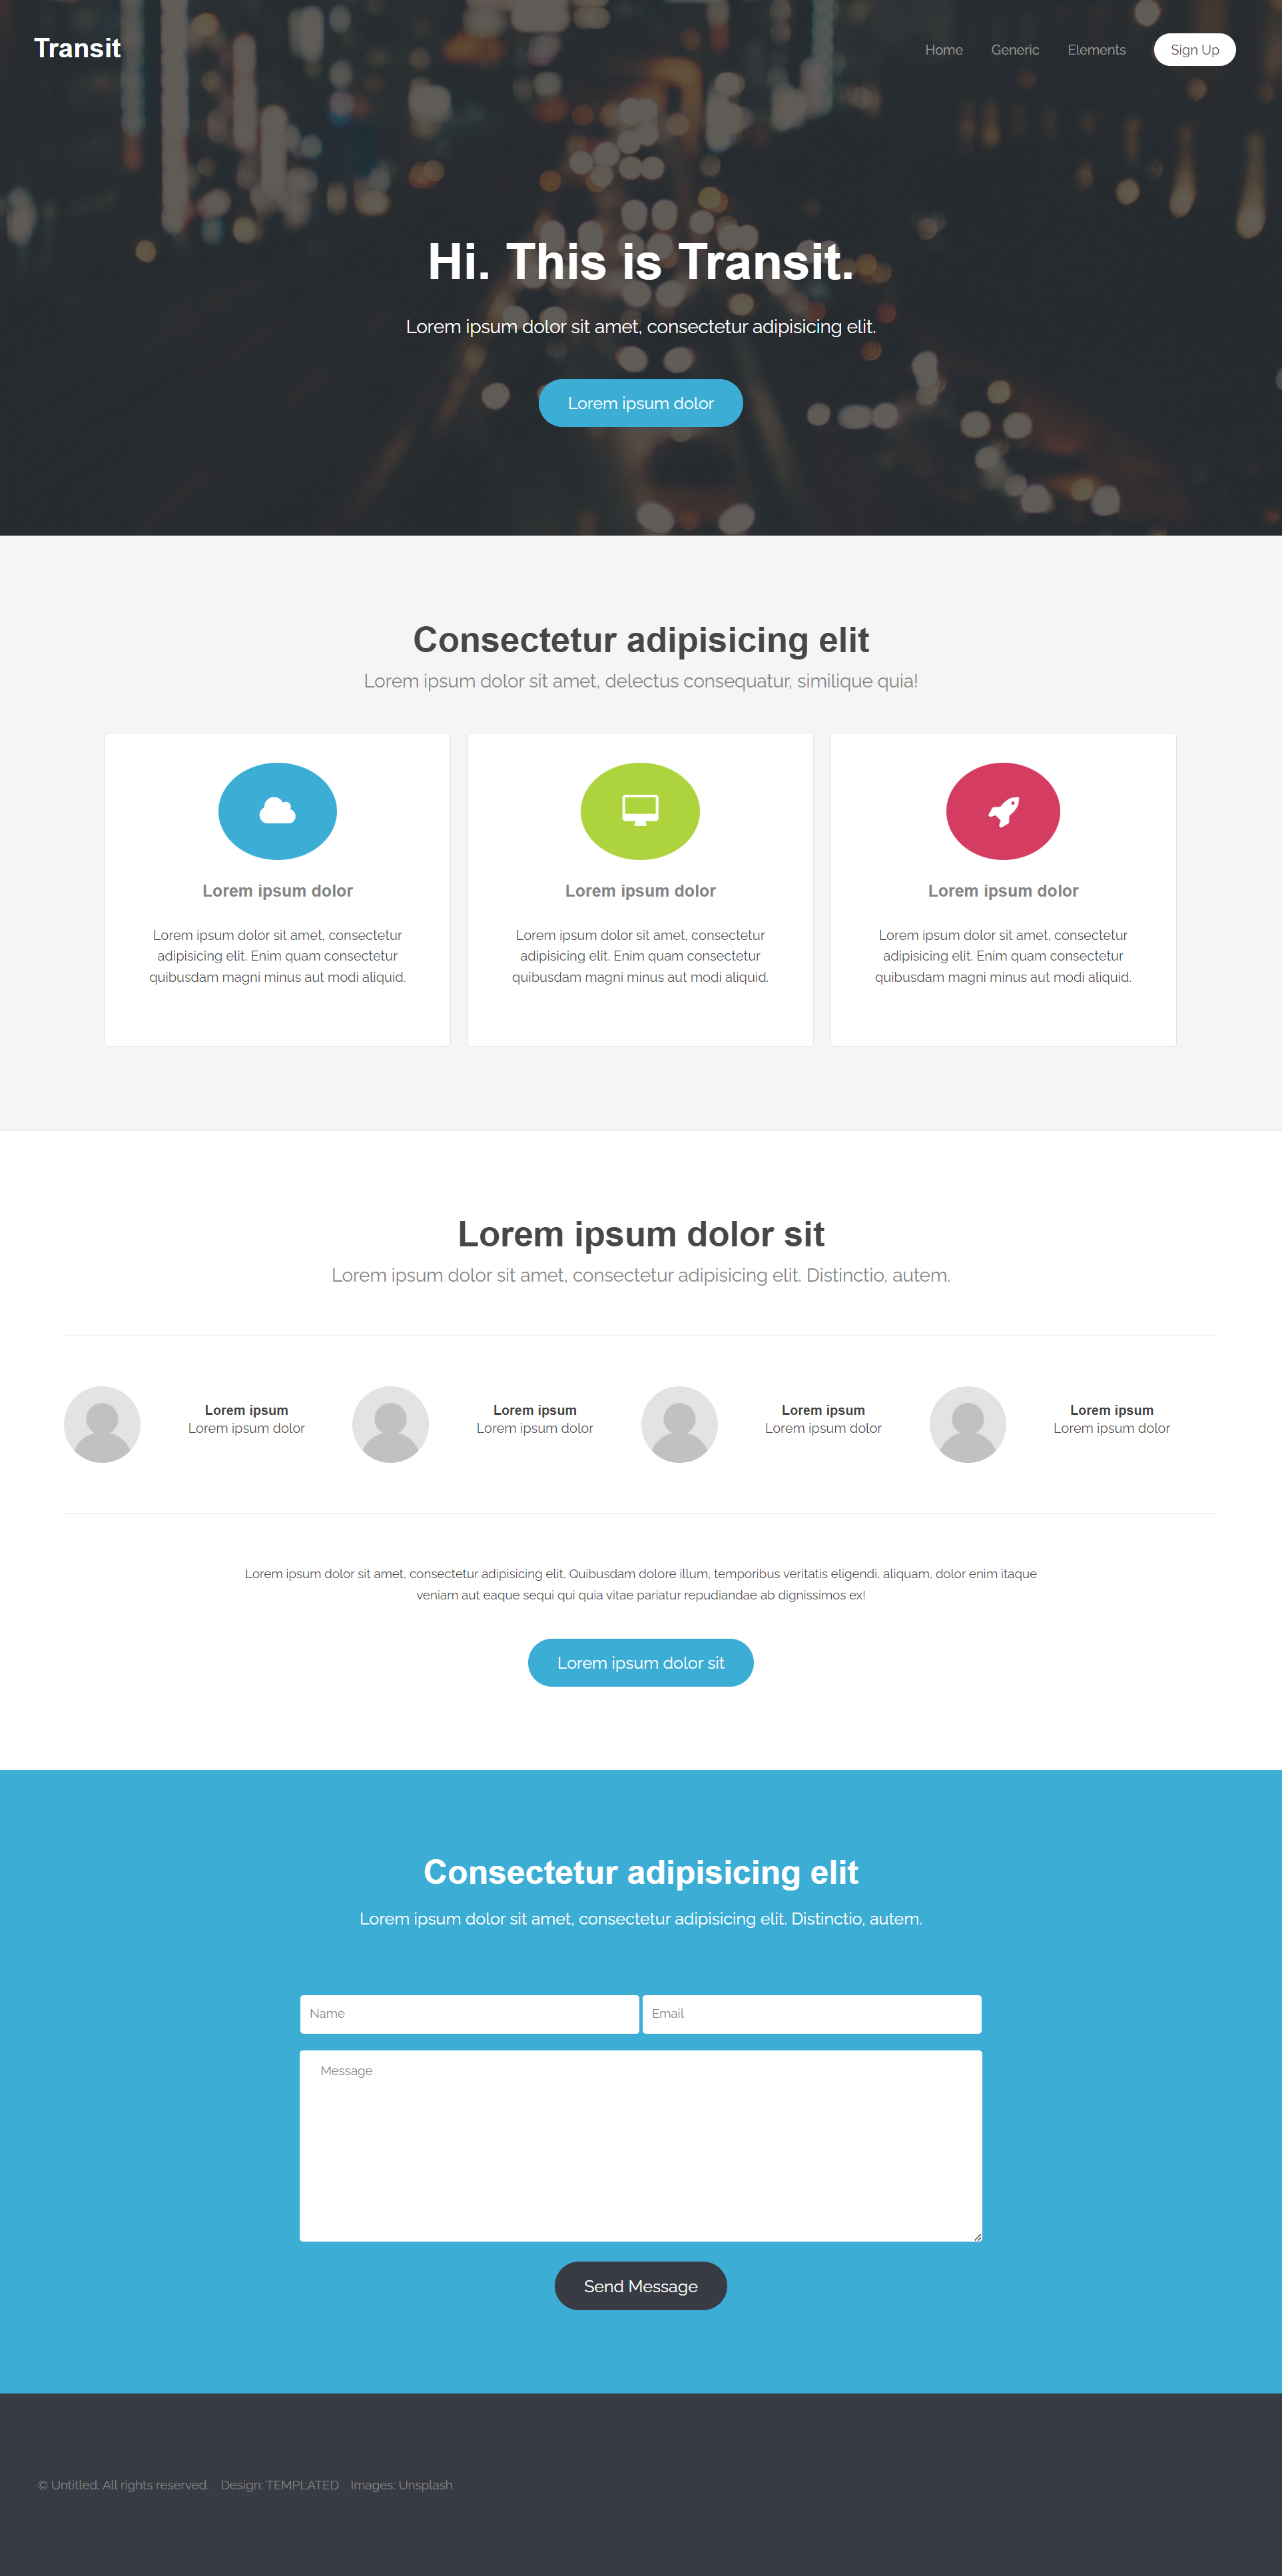 Transit
Home Generic Elements Sign Up
Hi. This is Transit.
Lorem ipsum dolor sit amet, consectetur adipisicing elit.
Lorem ipsum dolor
Consectetur adipisicing elit
Lorem ipsum dolor sit amet, delectus consequatur, similique quia!
Lorem ipsum dolor
Lorem ipsum dolor sit amet, consectetur
adipisicing elit. Enim quam consectetur
quibusdam magni minus aut modi aliquid.
Lorem ipsum dolor
Lorem ipsum dolor sit amet, consectetur
adipisicing elit. Enim quam consectetur
quibusdam magni minus aut modi aliquid.
Lorem ipsum dolor
Lorem ipsum dolor sit amet, consectetur
adipisicing elit. Enim quam consectetur
quibusdam magni minus aut modi aliquid.
Lorem ipsum dolor sit
Lorem ipsum dolor sit amet, consectetur adipisicing elit. Distinctio, autem.
Lorem ipsum
Lorem ipsum dolor
Lorem ipsum
Lorem ipsum dolor
Lorem ipsum
Lorem ipsum dolor
Lorem ipsum
Lorem ipsum dolor
Lorem ipsum dolor sit amet, consectetur adipisicing elit. Quibusdam dolore illum, temporibus veritatis eligendi, aliquam, dolor enim itaque
veniam aut eaque sequi qui quia vitae pariatur repudiandae ab dignissimos ex!
Lorem ipsum dolor sit
Consectetur adipisicing elit
Lorem ipsum dolor sit amet, consectetur adipisicing elit. Distinctio, autem.
Name
Email
Message
Send Message
© Untitled. All rights reserved. Design: TEMPLATED Images: Unsplash